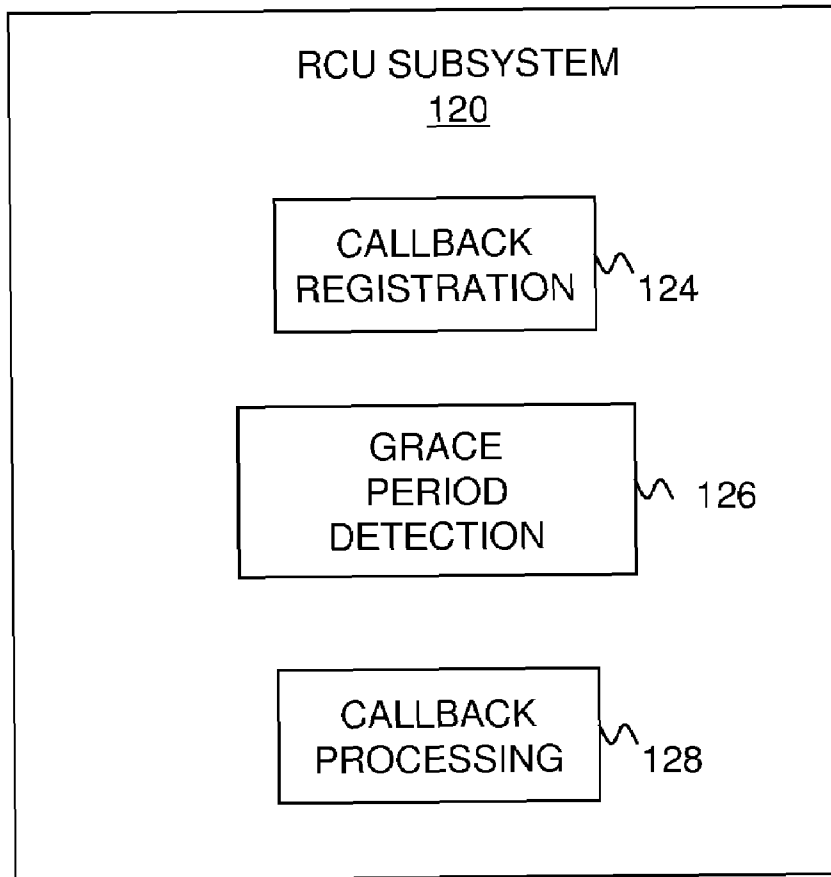 RCU SUBSYSTEM
120
CALLBACK
REGISTRATION
124
GRACE
PERIOD
DETECTION
126
CALLBACK
PROCESSING
128